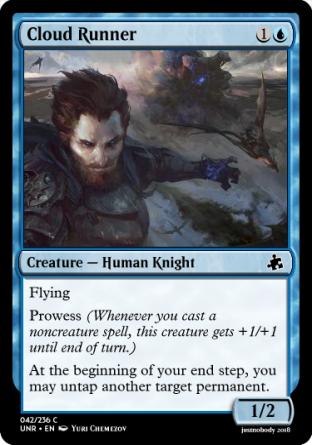 Cloud Runner 1
Creature — Human Knight
Flying
Prowess (Whenever you cast a
noncreature spell, this creature gets +1/+1
until end of turn.)
At the beginning of your end step, you
may untap another target permanent.
1/2
042/236 C
UNR • EN YURI CHEMEZOV
justnobody 2018